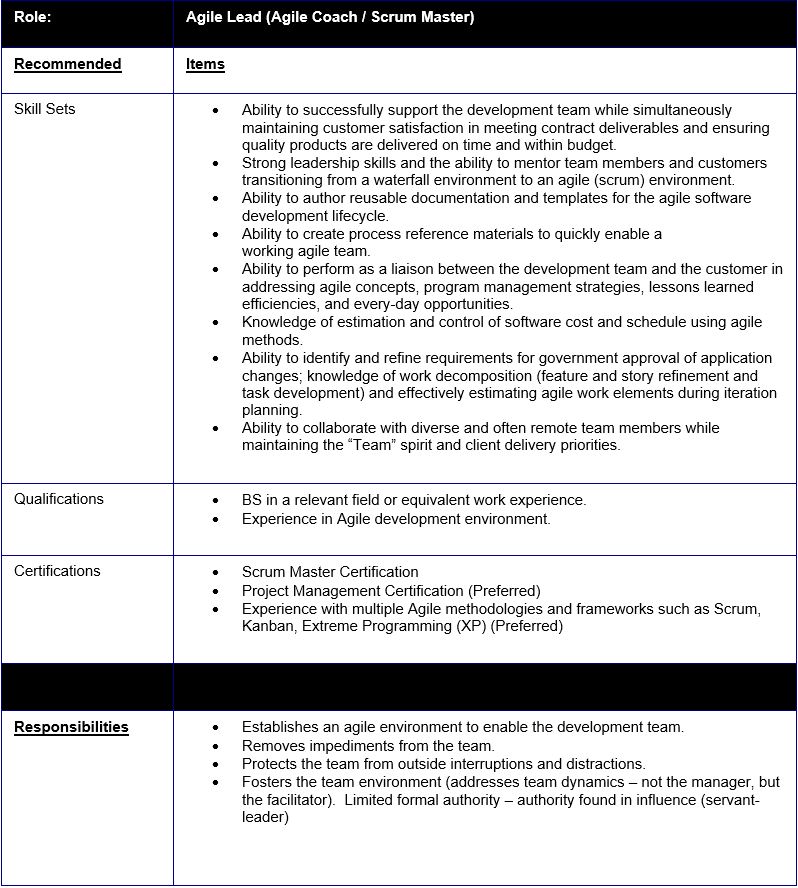 Role:
Agile Lead (Agile Coach / Scrum Master)
Recommended
Items
Skill Sets
• Ability to successfully support the development team while simultaneously
maintaining customer satisfaction in meeting contract deliverables and ensuring
quality products are delivered on time and within budget.
• Strong leadership skills and the ability to mentor team members and customers
transitioning from a waterfall environment to an agile (scrum) environment.
• Ability to author reusable documentation and templates for the agile software
development lifecycle.
• Ability to create process reference materials to quickly enable a
working agile team.
• Ability to perform as a liaison between the development team and the customer in
addressing agile concepts, program management strategies, lessons learned
efficiencies, and every-day opportunities.
• Knowledge of estimation and control of software cost and schedule using agile
methods.
• Ability to identify and refine requirements for government approval of application
changes; knowledge of work decomposition (feature and story refinement and
task development) and effectively estimating agile work elements during iteration
planning.
• Ability to collaborate with diverse and often remote team members while
maintaining the “Team” spirit and client delivery priorities.
Qualifications
• BS in a relevant field or equivalent work experience.
• Experience in Agile development environment.
Certifications
• Scrum Master Certification
• Project Management Certification (Preferred)
• Experience with multiple Agile methodologies and frameworks such as Scrum,
Kanban, Extreme Programming (XP) (Preferred)
Responsibilities
• Establishes an agile environment to enable the development team.
• Removes impediments from the team.
• Protects the team from outside interruptions and distractions.
• Fosters the team environment (addresses team dynamics – not the manager, but
the facilitator).  Limited formal authority – authority found in influence (servant-
leader)